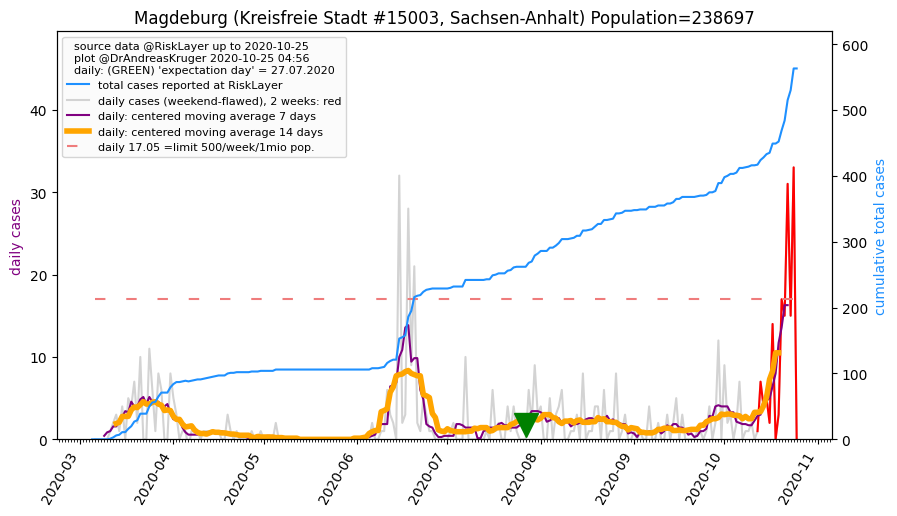 Magdeburg (Kreisfreie Stadt #15003, Sachsen-Anhalt) Population=238697
source data @RiskLayer up to 2020-10-25
plot @DrAndreasKruger 2020-10-25 04:56
daily: (GREEN) 'expectation day' = 27.07.2020
total cases reported at RiskLayer
daily cases (weekend-flawed), 2 weeks: red
daily: centered moving average 7 days
daily: centered moving average 14 days
daily 17.05 =limit 500/week/1mio pop.
daily cases
40
30
20
10
0
600
500
400
300
200
100
0
cumulative total cases
2020-03
2020-04
2020-05
2020-06
2020-07
2020-08
2020-09
2020-10
2020-11